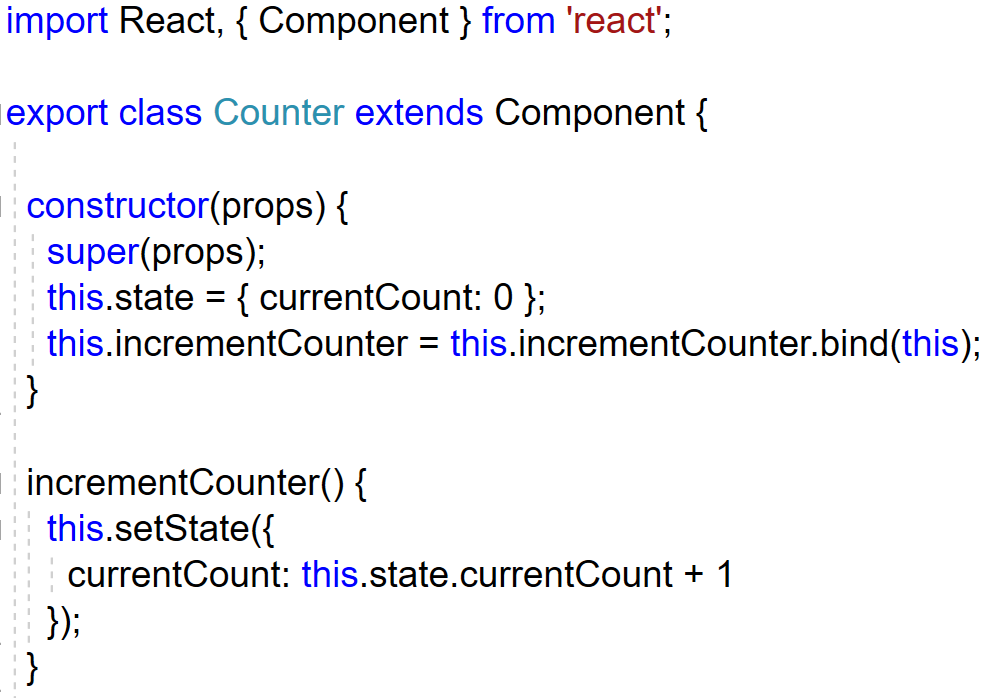 import React, { Component } from 'react';
export class Counter extends Component {
constructor(props) {
super(props);
this.state = { currentCount: 0 };
this.incrementCounter = this.incrementCounter.bind(this);
}
incrementCounter() {
this.setState({
currentCount: this.state.currentCount + 1
});
}